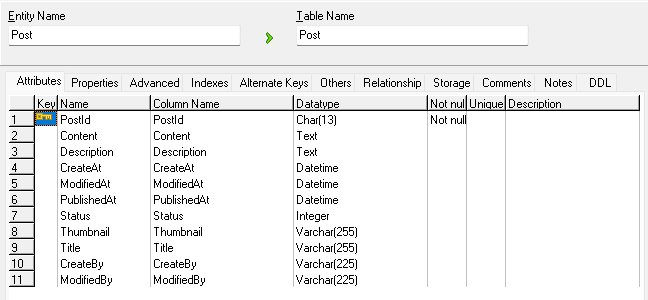 Entity Name Table Name
Post Post
Attributes Properties Advanced Indexes Alternate Keys Others Relationship Storage Comments Notes DDL
Key Name Column Name Datatype Not nul Unique Description
1 PostId PostId Char(13) Not null
2 Content Content Text
3 Description Description Text
4 CreateAt CreateAt Datetime
5 ModifiedAt ModifiedAt Datetime
6 PublishedAt PublishedAt Datetime
7 Status Status Integer
8 Thumbnail Thumbnail Varchar(255)
9 Title Title Varchar(255)
10 CreateBy CreateBy Varchar(225)
11 ModifiedBy ModifiedBy Varchar(225)